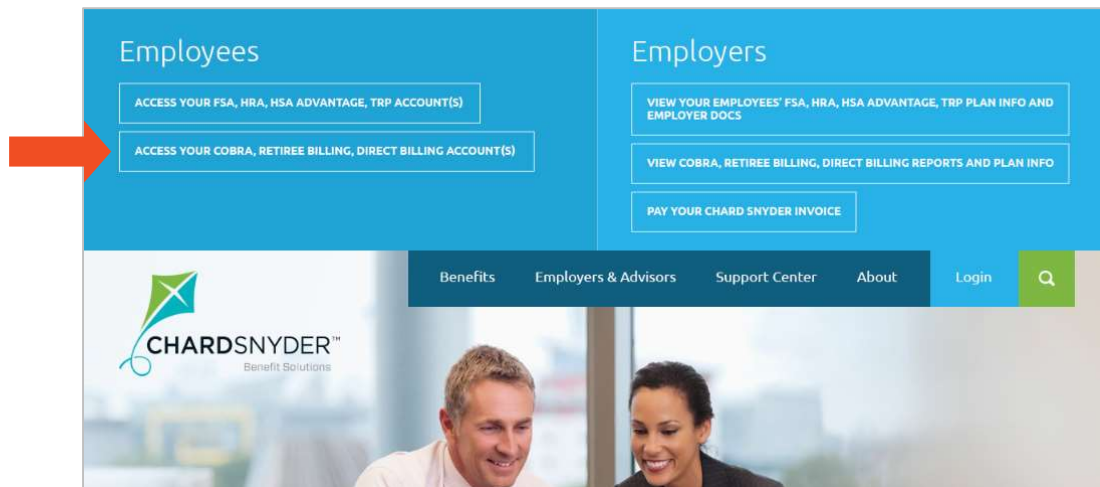 Employees
ACCESS YOUR FSA, HRA, HSA ADVANTAGE, TRP ACCOUNT(S)
ACCESS YOUR COBRA, RETIREE BILLING, DIRECT BILLING ACCOUNT(S)
Employers
VIEW YOUR EMPLOYEES' FSA, HRA, HSA ADVANTAGE, TRP PLAN INFO AND
EMPLOYER DOCS
VIEW COBRA, RETIREE BILLING, DIRECT BILLING REPORTS AND PLAN INFO
PAY YOUR CHARD SNYDER INVOICE
Benefits Employers & Advisors Support Center About Login
CHARDSNYDER™
Benefit Solutions